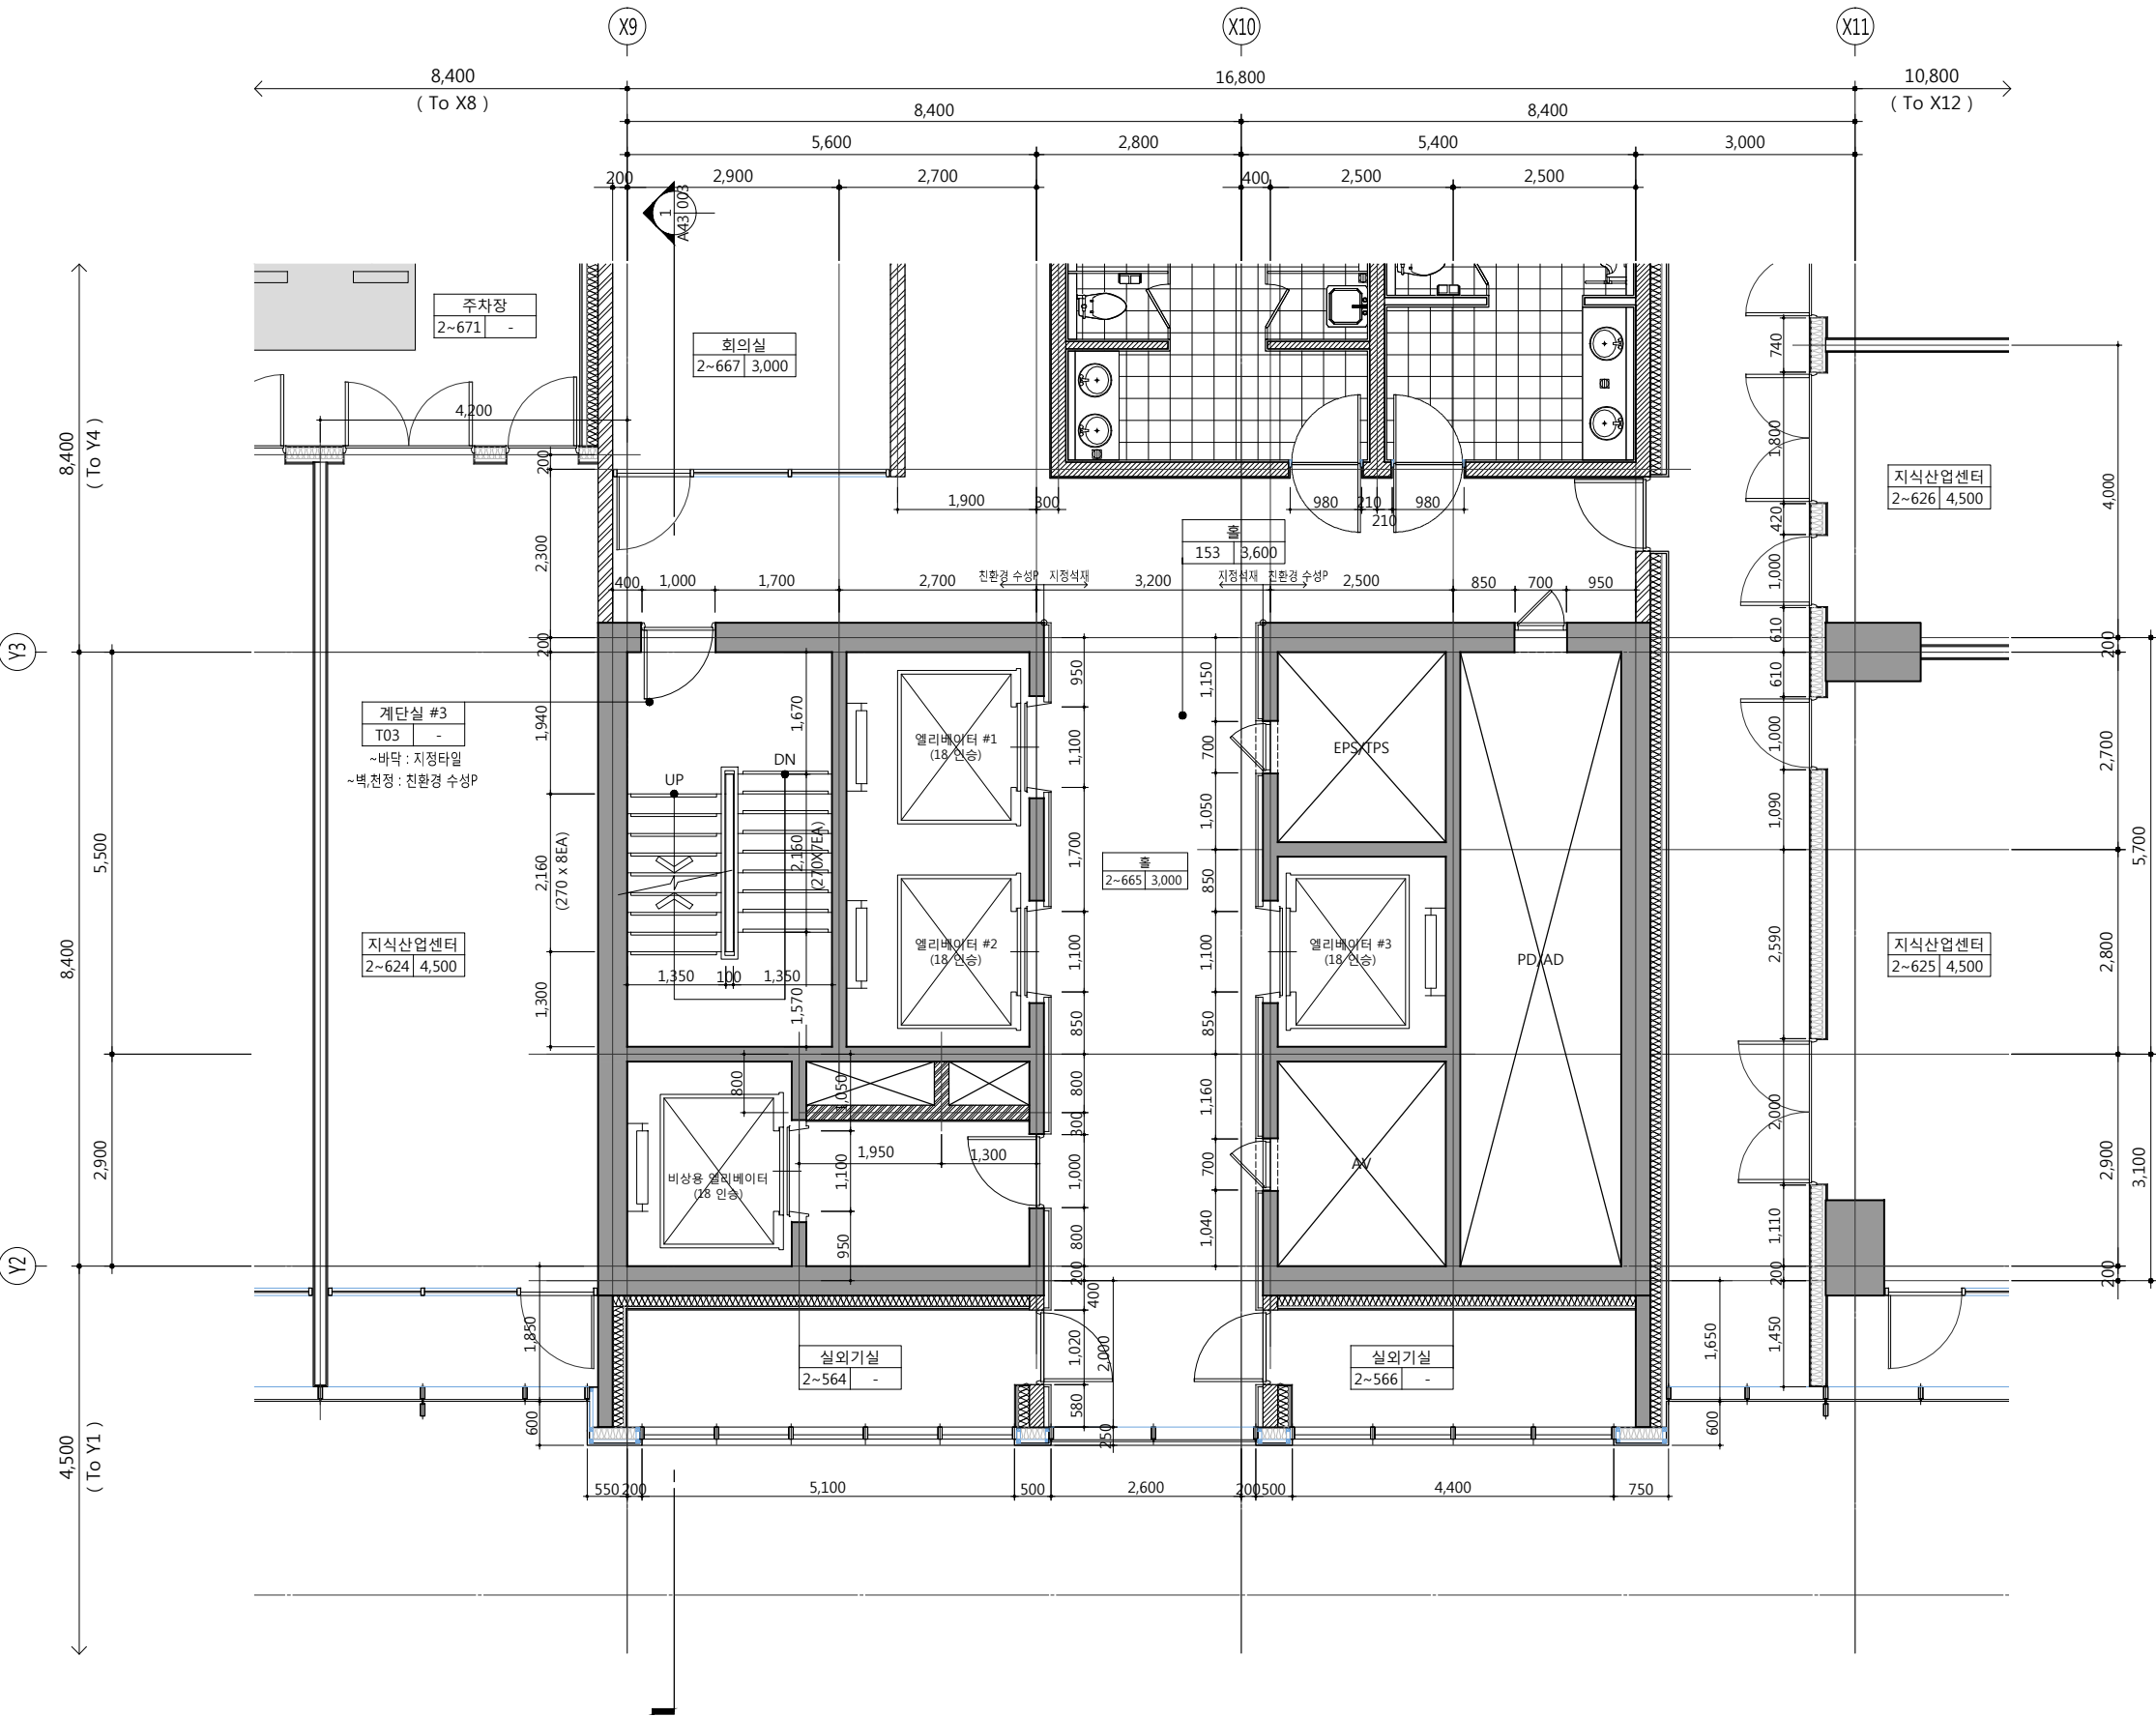 X9
X10
X11
8,400
( To X8 )
16,800
10,800
( To X12 )
8,400
8,400
5,600
2,800
5,400
3,000
200
2,900
2,700
400
2,500
2,500
1
A43 003
주차장
2~671 -
회의실
2~667 3,000
4,200
8,400
( To Y4 )
200
2,300
200
1,900
300
980
210
210
980
홀
153 3,600
740
1,800
420
1,000
610
610
1,000
1,090
2,590
2,000
1,110
200
1,450
지식산업센터
2~626 4,500
4,000
400
1,000
1,700
2,700
친환경 수성P
지정석재
3,200
지정석재
친환경 수성P
2,500
850
700
950
Y3
200
계단실 #3
T03 -
~바닥 : 지정타일
~벽,천정 : 친환경 수성P
1,940
2,160
(270 x 8EA)
1,300
UP
DN
1,670
2,160
(270X7EA)
1,570
1,350
100
1,350
엘리베이터 #1
(18 인승)
엘리베이터 #2
(18 인승)
950
1,100
1,700
1,100
850
800
300
1,000
800
200
400
1,020
2,000
580
250
1,150
700
1,050
850
1,100
850
1,160
700
1,040
홀
2~665 3,000
EPS/TPS
엘리베이터 #3
(18 인승)
PD/AD
AV
지식산업센터
2~624 4,500
지식산업센터
2~625 4,500
5,500
8,400
2,900
2,700
2,800
5,700
2,900
3,100
200
800
1,050
1,950
1,300
1,100
950
비상용 엘리베이터
(18 인승)
Y2
1,850
600
실외기실
2~564 -
실외기실
2~566 -
1,650
600
4,500
( To Y1 )
550
200
5,100
500
2,600
200
500
4,400
750